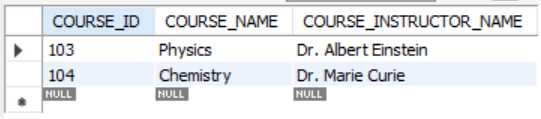 COURSE_ID COURSE_NAME COURSE_INSTRUCTOR_NAME
103 Physics Dr. Albert Einstein
104 Chemistry Dr. Marie Curie
NULL NULL NULL